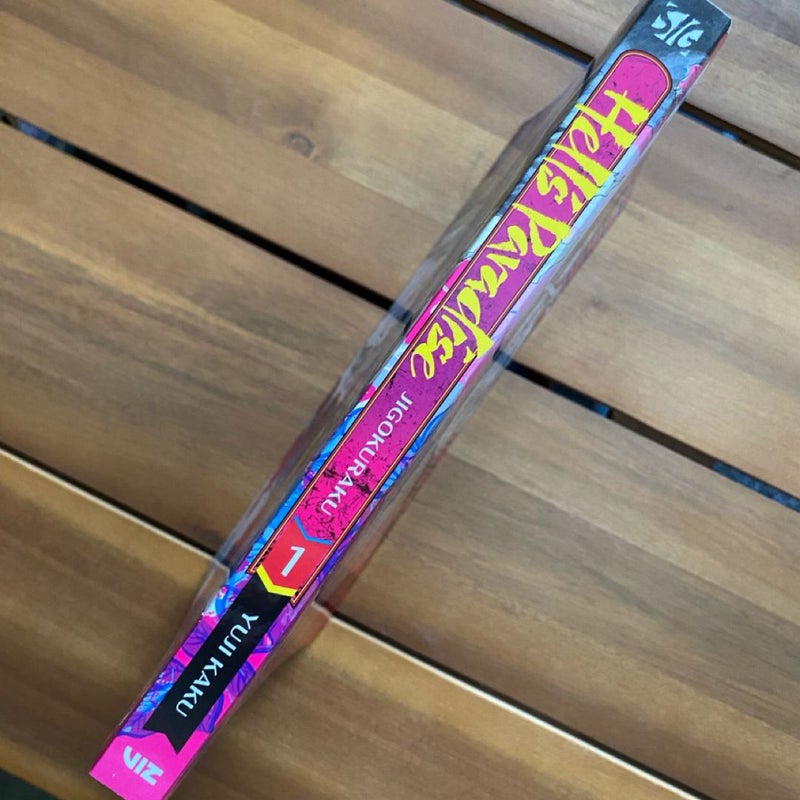 Hell's Paradise
JIGOKURAKU
1
YUJI KAKU
VIZ